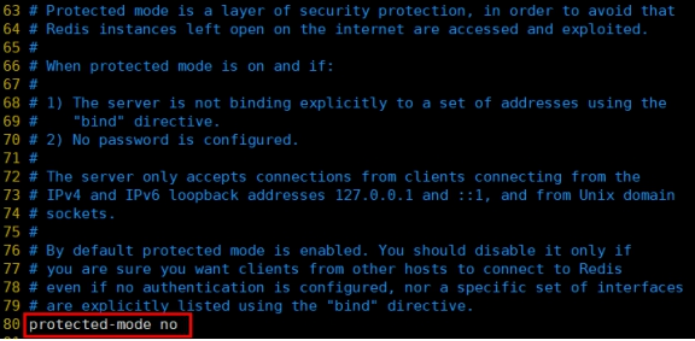 63 # Protected mode is a layer of security protection, in order to avoid that
64 # Redis instances left open on the internet are accessed and exploited.
65 #
66 # When protected mode is on and if:
67 #
68 # 1) The server is not binding explicitly to a set of addresses using the
69 #    "bind" directive.
70 # 2) No password is configured.
71 #
72 # The server only accepts connections from clients connecting from the
73 # IPv4 and IPv6 loopback addresses 127.0.0.1 and ::1, and from Unix domain
74 # sockets.
75 #
76 # By default protected mode is enabled. You should disable it only if
77 # you are sure you want clients from other hosts to connect to Redis
78 # even if no authentication is configured, nor a specific set of interfaces
79 # are explicitly listed using the "bind" directive.
80 protected-mode no